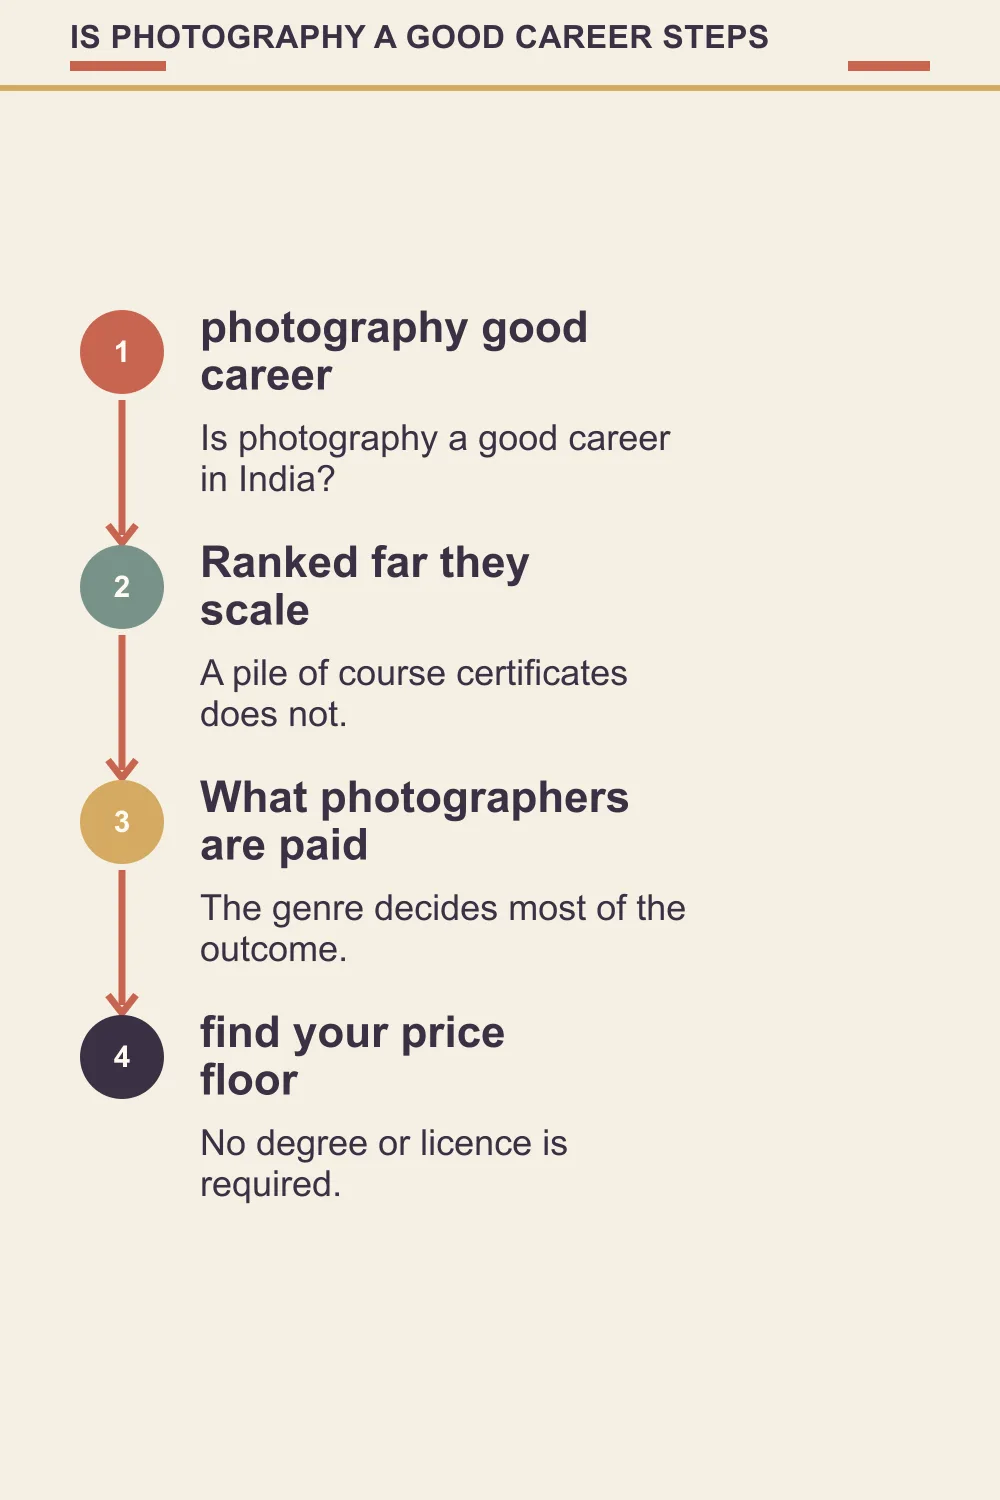 IS PHOTOGRAPHY A GOOD CAREER STEPS
1
photography good
career
Is photography a good career
in India?
2
Ranked far they
scale
A pile of course certificates
does not.
3
What photographers
are paid
The genre decides most of the
outcome.
4
find your price
floor
No degree or licence is
required.